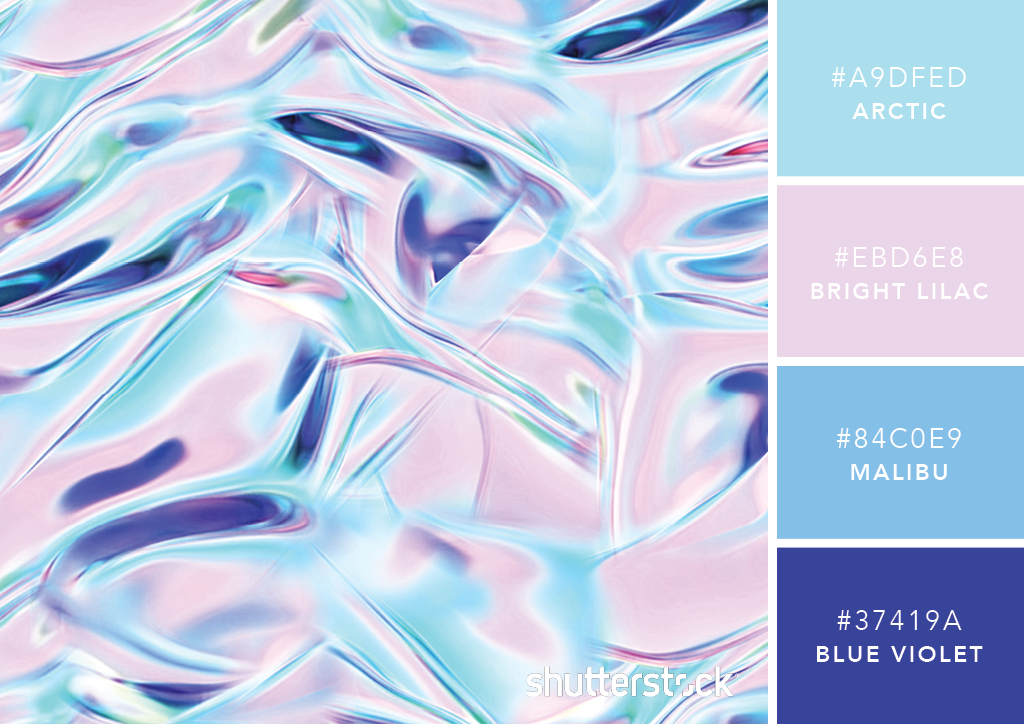 #A9DFED
ARCTIC
#EBD6E8
BRIGHT LILAC
#84C0E9
MALIBU
#37419A
BLUE VIOLET
shutterstock